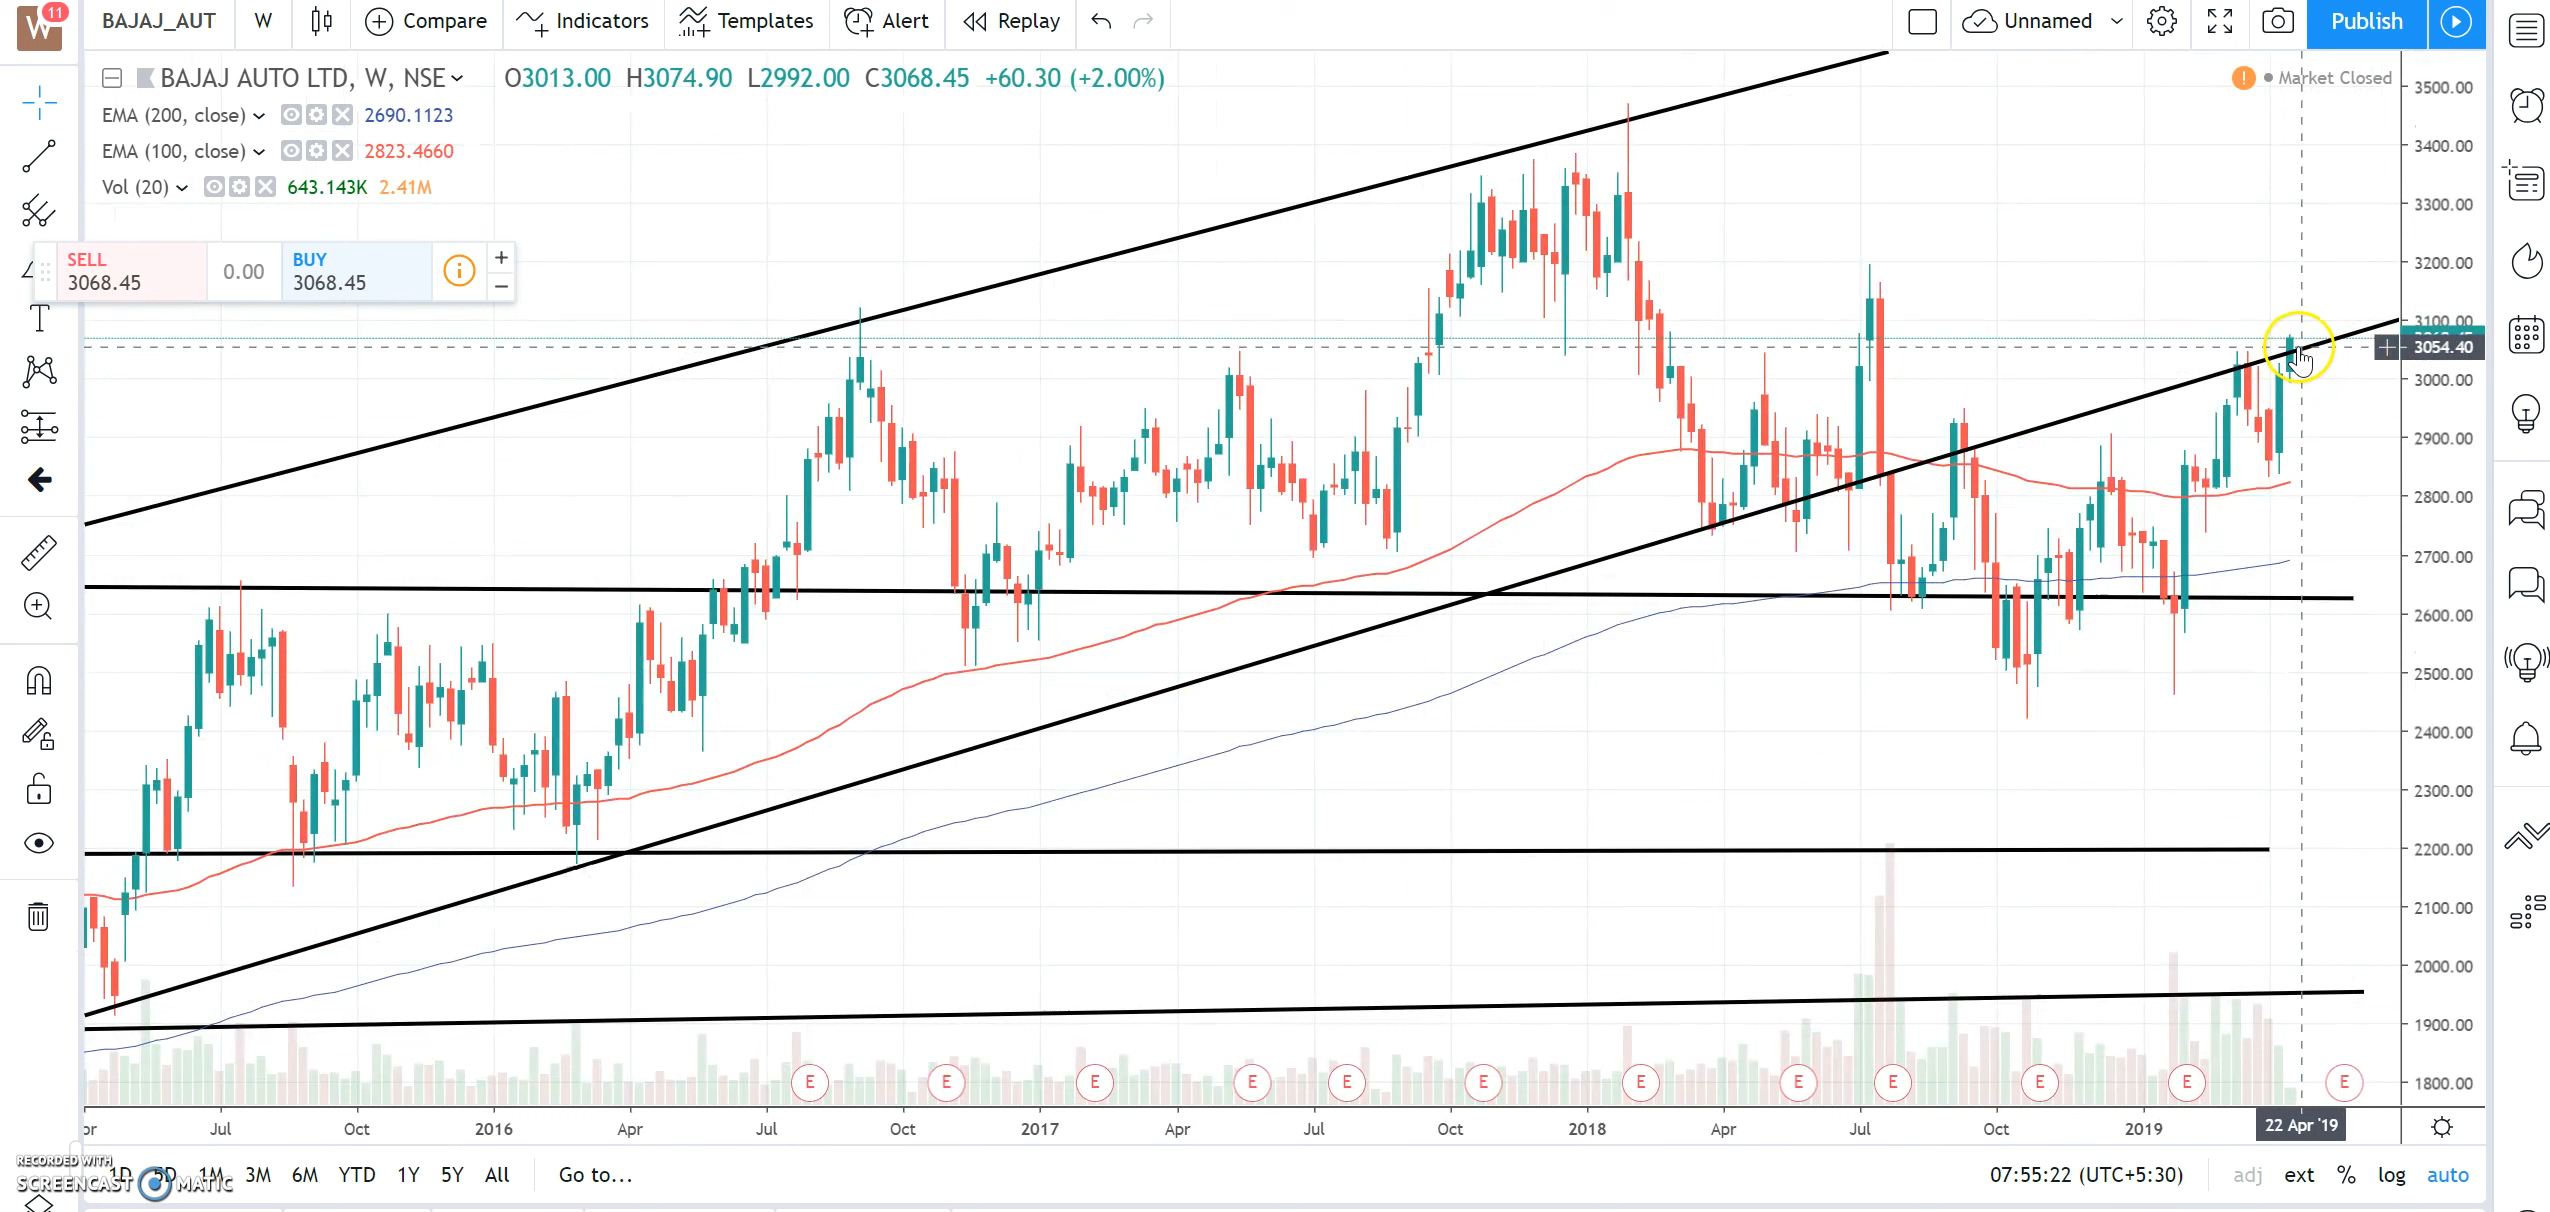 W 11 BAJAJ_AUT W Compare Indicators Templates Alert Replay Unnamed Publish
BAJAJ AUTO LTD, W, NSE O3013.00 H3074.90 L2992.00 C3068.45 +60.30 (+2.00%) Market Closed
EMA (200, close) 2690.1123
EMA (100, close) 2823.4660
Vol (20) 643.143K 2.41M
SELL 3068.45
0.00
BUY 3068.45
3500.00
3400.00
3300.00
3200.00
3100.00
3054.40
3000.00
2900.00
2800.00
2700.00
2600.00
2500.00
2400.00
2300.00
2200.00
2100.00
2000.00
1900.00
1800.00
E E E E E E E E E E E E
Jul Oct 2016 Apr Jul Oct 2017 Apr Jul Oct 2018 Apr Jul Oct 2019 22 Apr '19
1D 5D 1M 3M 6M YTD 1Y 5Y All Go to... 07:55:22 (UTC+5:30) adj ext % log auto
RECORDED WITH
SCREENCAST MATIC